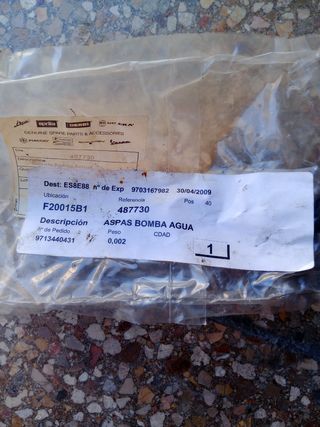 aprilia DERBI
GENUINE SPARE PARTS & ACCESSORIES
487730
Dest: ES8E88 nº de Exp 9703167982 30/04/2009
Ubicación Referencia Pos 40
F20015B1 487730
Descripción ASPAS BOMBA AGUA
nº de Pedido Peso CDAD
9713440431 0,002 1